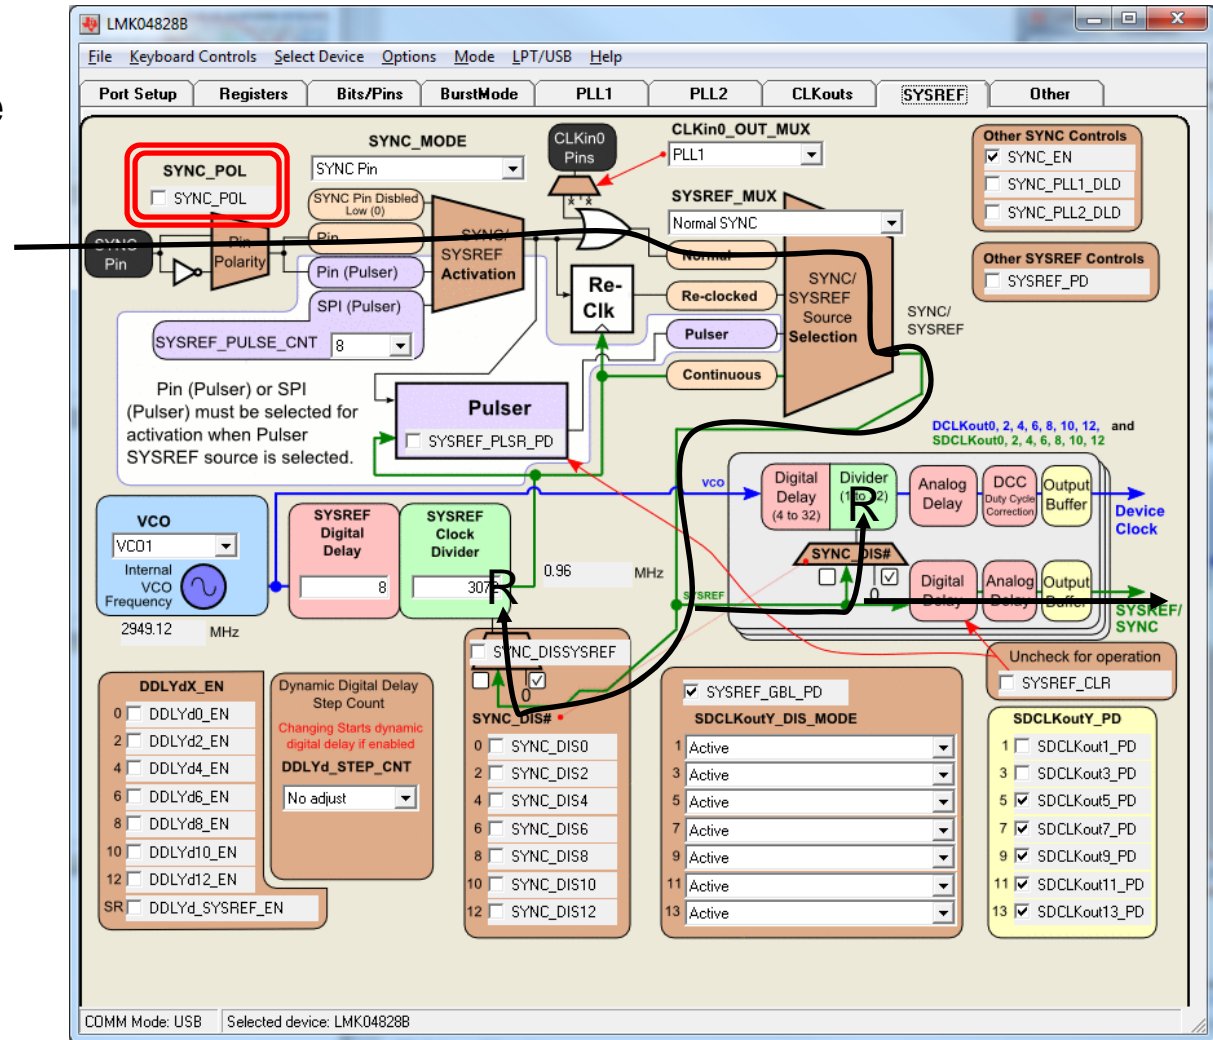 e
LMK04828B
File Keyboard Controls Select Device Options Mode LPT/USB Help
Port Setup Registers Bits/Pins BurstMode PLL1 PLL2 CLKouts SYSREF Other
SYNC_POL
SYNC_POL
SYNC_MODE
SYNC Pin
CLKin0
Pins
CLKin0_OUT_MUX
PLL1
SYSREF_MUX
Normal SYNC
Other SYNC Controls
SYNC_EN
SYNC_PLL1_DLD
SYNC_PLL2_DLD
Other SYSREF Controls
SYSREF_PD
SYNC
Pin
Pin
Polarity
SYNC Pin Disbled
Low (0)
Pin
Pin (Pulser)
SPI (Pulser)
SYSREF_PULSE_CNT 8
SYNC/
SYSREF
Activation
Re-
Clk
Normal
Re-clocked
Pulser
Continuous
SYNC/
SYSREF
Source
Selection
SYNC/
SYSREF
Pin (Pulser) or SPI
(Pulser) must be selected for
activation when Pulser
SYSREF source is selected.
Pulser
SYSREF_PLSR_PD
DCLKout0, 2, 4, 6, 8, 10, 12, and
SDCLKout0, 2, 4, 6, 8, 10, 12
VCO
VCO1
Internal
VCO
Frequency
2949.12 MHz
SYSREF
Digital
Delay
8
SYSREF
Clock
Divider
3072
R
0.96 MHz
VCO
SYSREF
Digital
Delay
(4 to 32)
Divider
(1 to 32)
R
Analog
Delay
DCC
Duty Cycle
Correction
Output
Buffer
Device
Clock
SYNC_DIS#
0
Digital
Delay
Analog
Delay
Output
Buffer
SYSREF/
SYNC
Uncheck for operation
SYSREF_CLR
SYNC_DISSYSREF
0
DDLYdX_EN
0 DDLYd0_EN
2 DDLYd2_EN
4 DDLYd4_EN
6 DDLYd6_EN
8 DDLYd8_EN
10 DDLYd10_EN
12 DDLYd12_EN
SR DDLYd_SYSREF_EN
Dynamic Digital Delay
Step Count
Changing Starts dynamic
digital delay if enabled
DDLYd_STEP_CNT
No adjust
SYNC_DIS#
0 SYNC_DIS0
2 SYNC_DIS2
4 SYNC_DIS4
6 SYNC_DIS6
8 SYNC_DIS8
10 SYNC_DIS10
12 SYNC_DIS12
SYSREF_GBL_PD
SDCLKoutY_DIS_MODE
1 Active
3 Active
5 Active
7 Active
9 Active
11 Active
13 Active
SDCLKoutY_PD
1 SDCLKout1_PD
3 SDCLKout3_PD
5 SDCLKout5_PD
7 SDCLKout7_PD
9 SDCLKout9_PD
11 SDCLKout11_PD
13 SDCLKout13_PD
COMM Mode: USB Selected device: LMK04828B